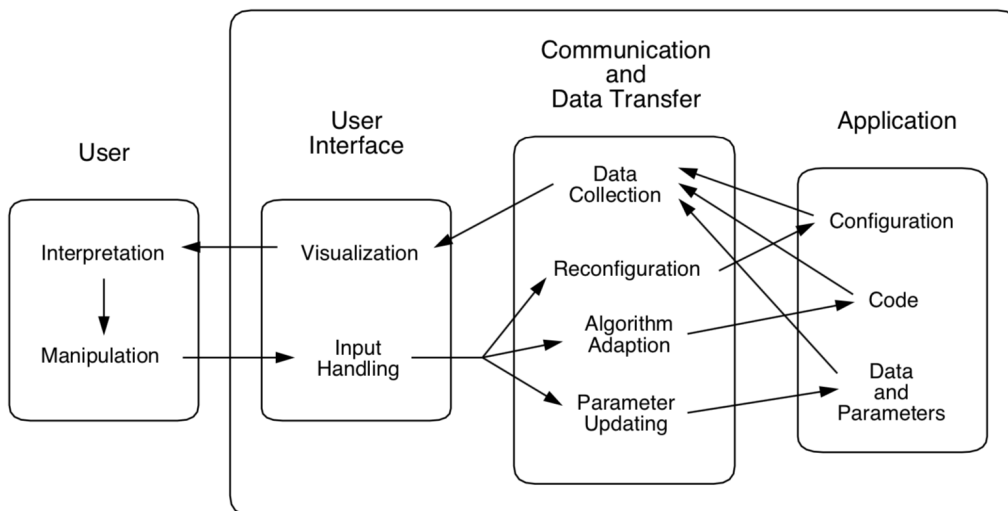 Communication
and
Data Transfer
User
Interface
Application
User
Data
Collection
Configuration
Interpretation
Visualization
Reconfiguration
Code
Algorithm
Adaption
Manipulation
Input
Handling
Data
and
Parameters
Parameter
Updating